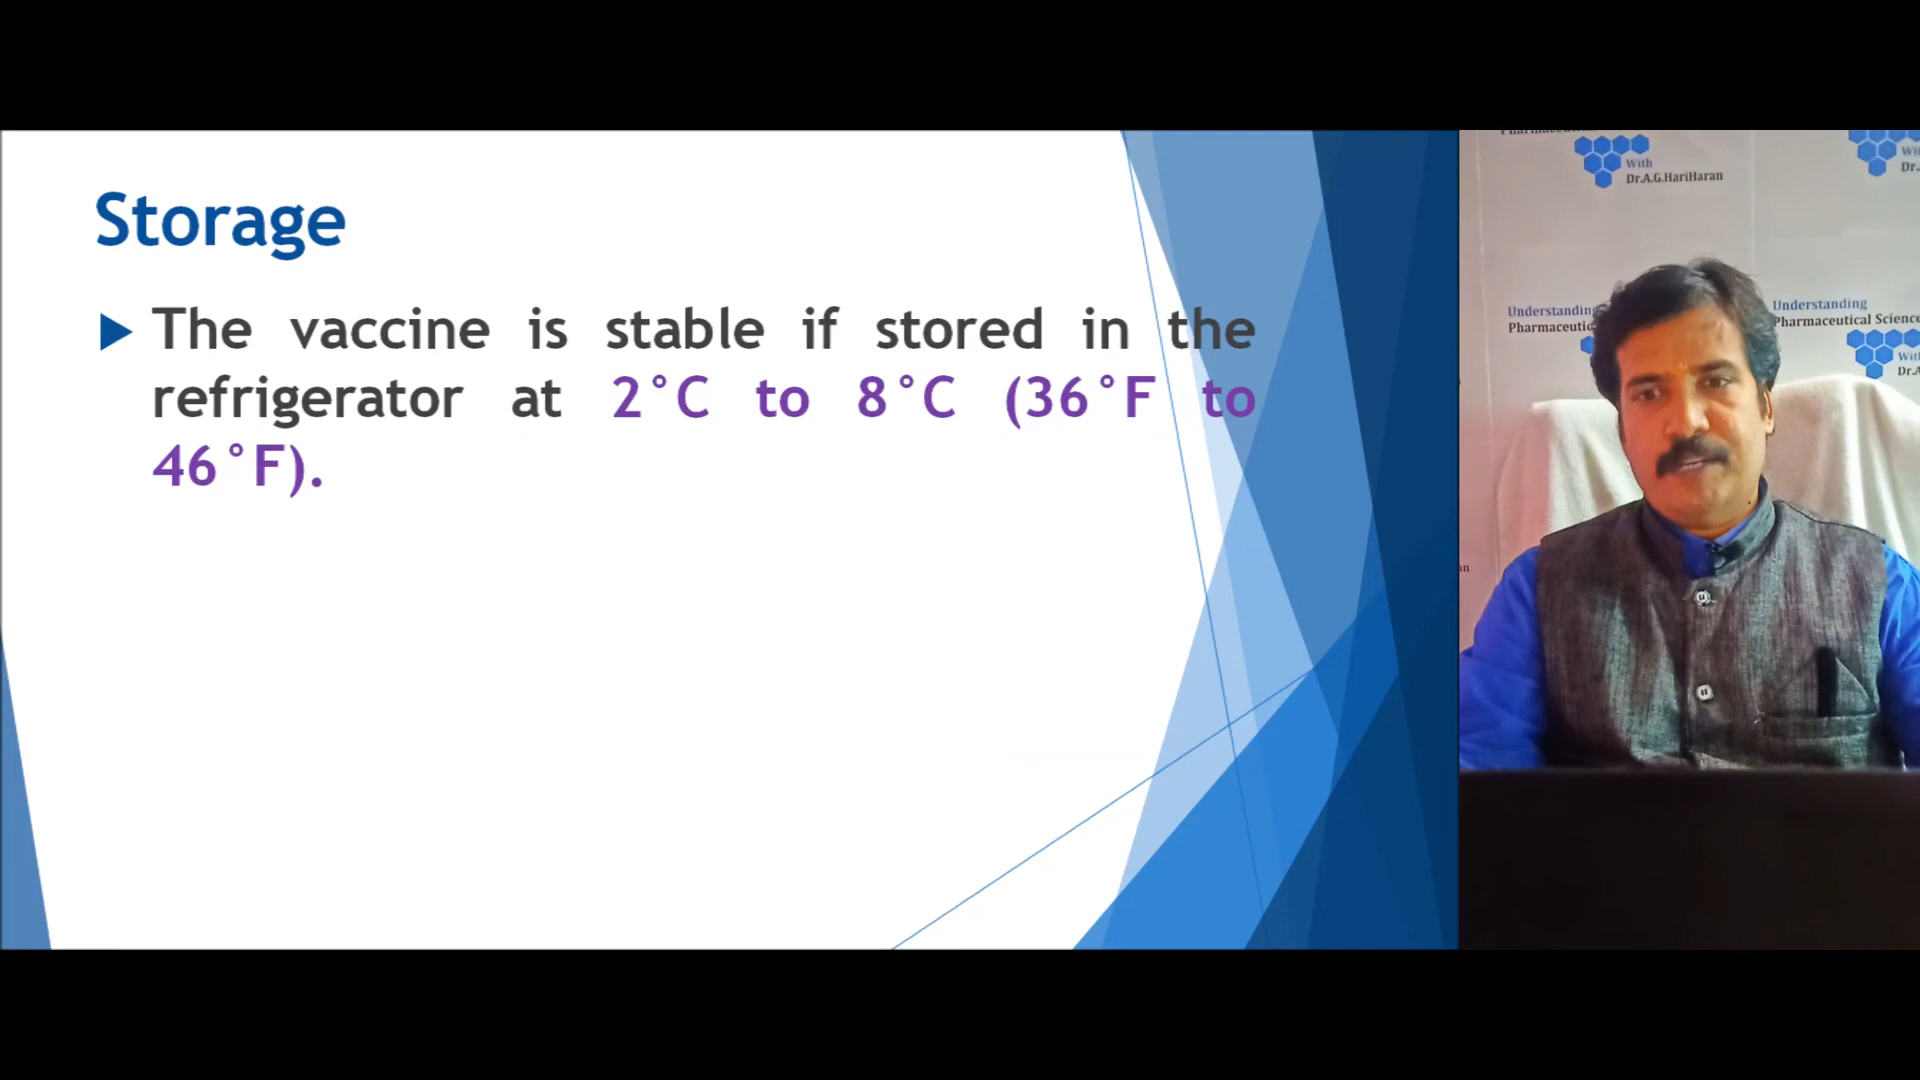 Storage
The vaccine is stable if stored in the
refrigerator at 2°C to 8°C (36°F to
46°F).
With
Dr.A.G.HariHaran
Understanding
Understanding
Pharmaceutical Science